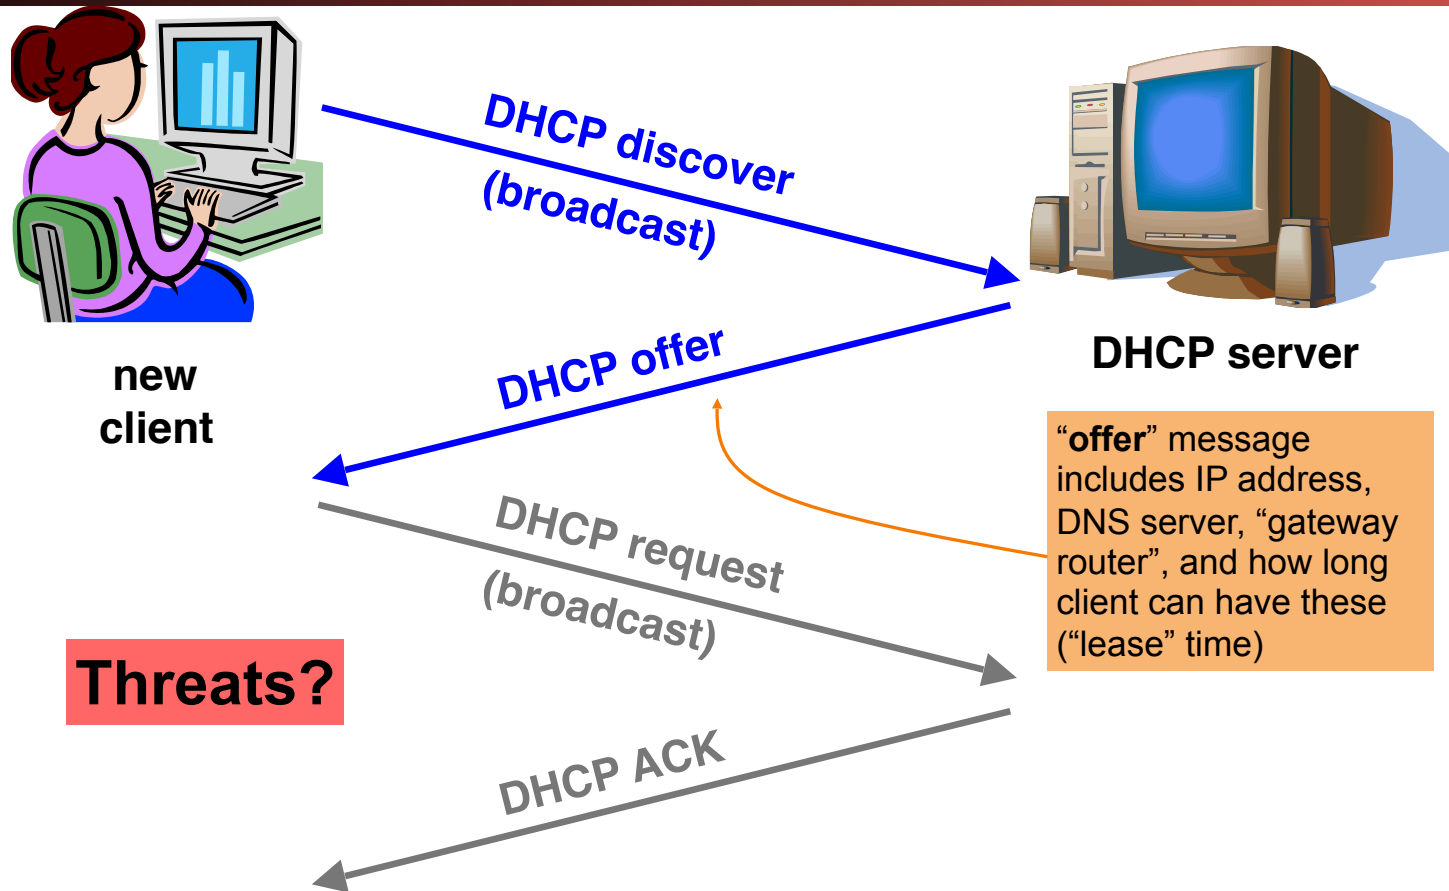 DHCP discover
(broadcast)
DHCP offer
DHCP server
new
client
“offer” message
includes IP address,
DNS server, “gateway
router”, and how long
client can have these
(“lease” time)
DHCP request
(broadcast)
Threats?
DHCP ACK